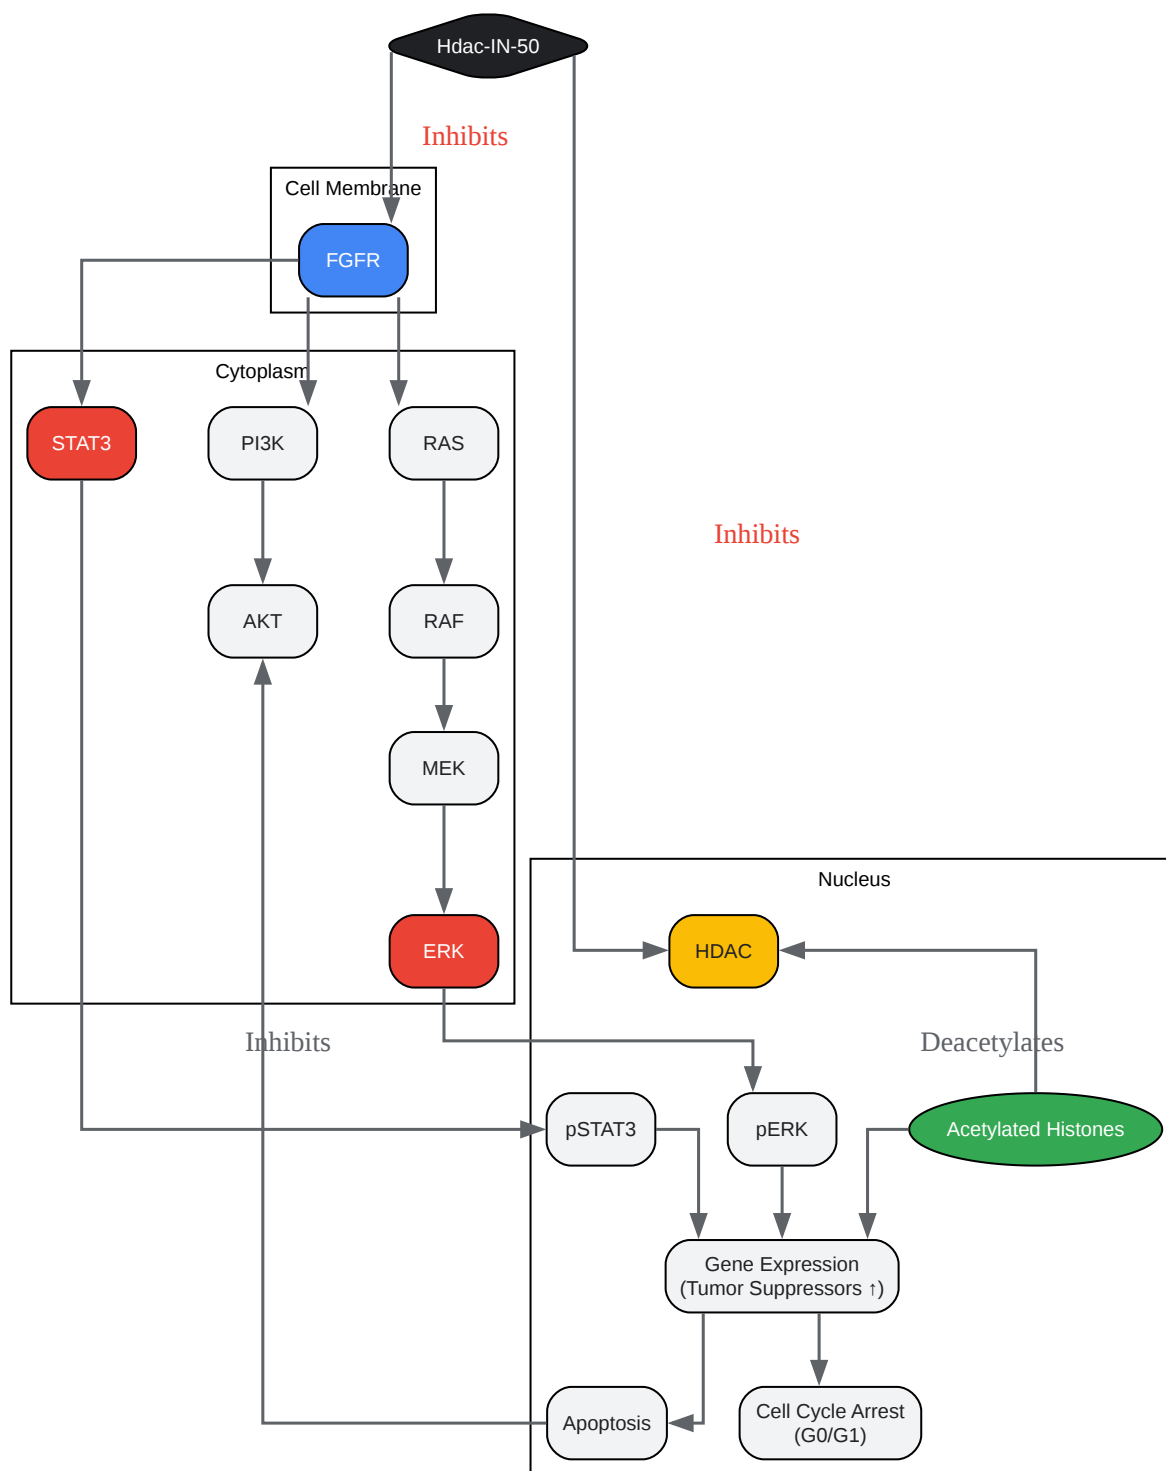 Hdac-IN-50
Inhibits
Cell Membrane
FGFR
Cytoplasm
STAT3
PI3K
RAS
Inhibits
AKT
RAF
MEK
Nucleus
ERK
HDAC
Inhibits
Deacetylates
pSTAT3
pERK
Acetylated Histones
Gene Expression
(Tumor Suppressors ↑)
Apoptosis
Cell Cycle Arrest
(G0/G1)